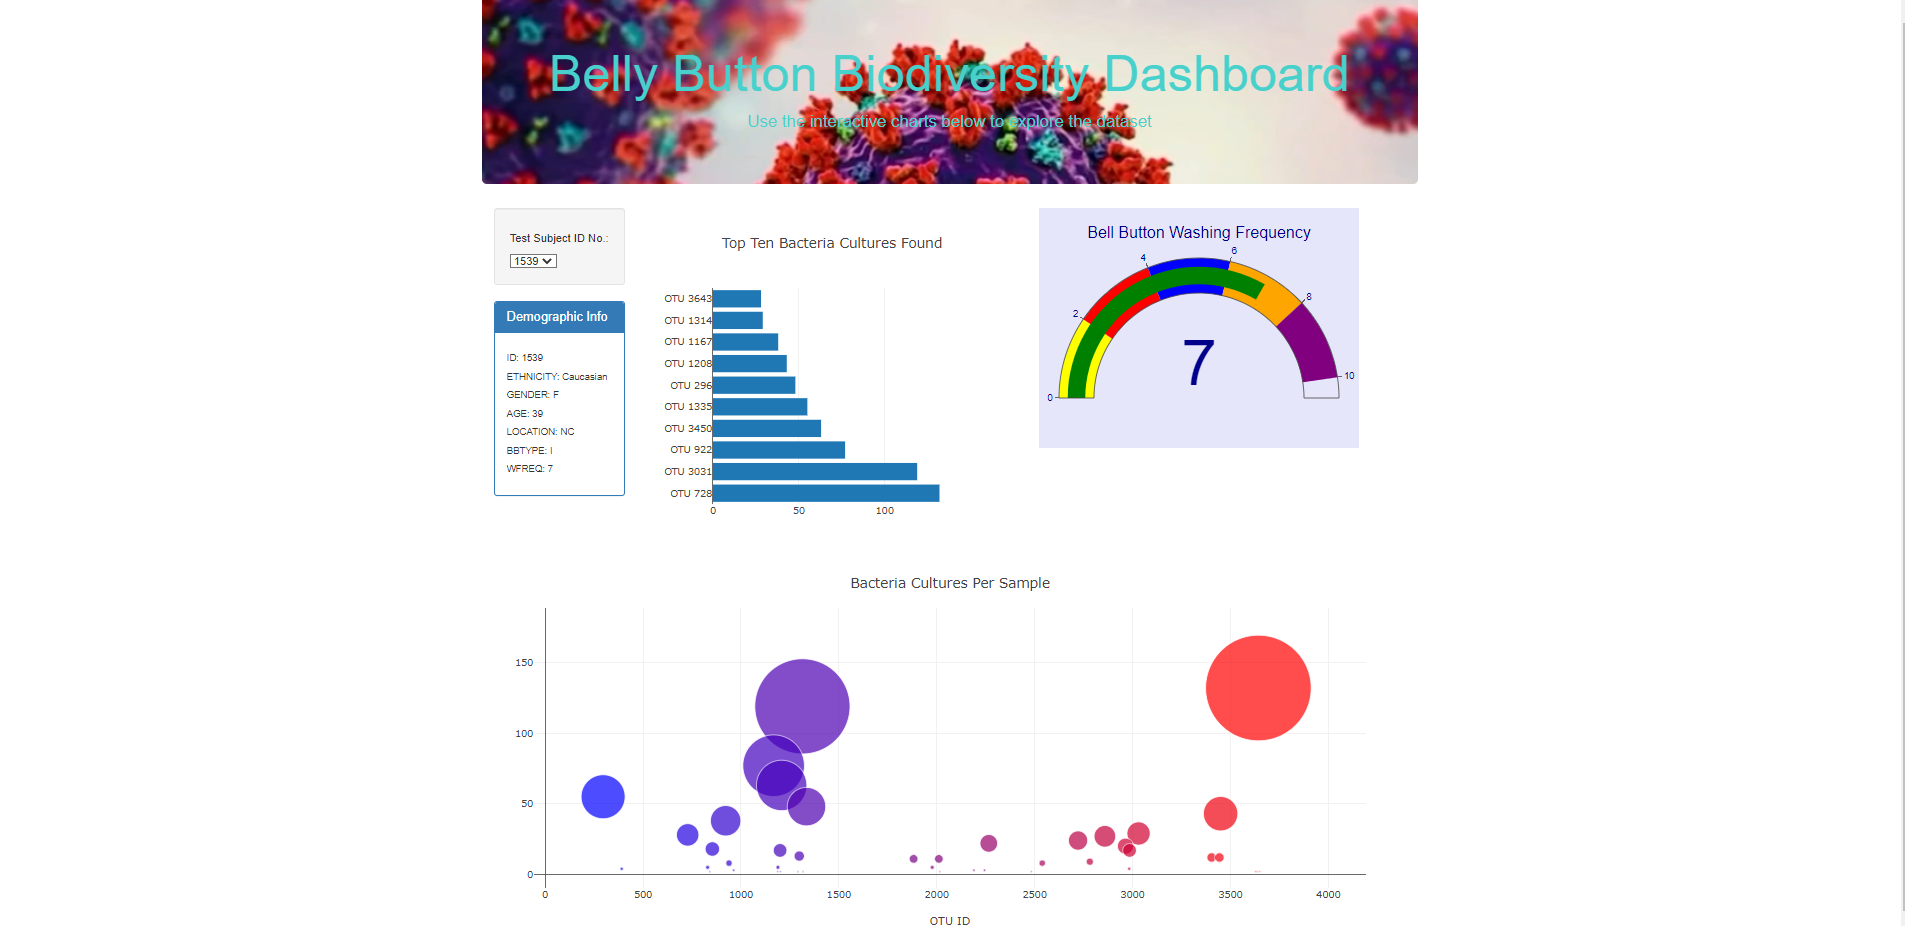 Belly Button Biodiversity Dashboard
Use the interactive charts below to explore the dataset
Test Subject ID No.:
1539
Demographic Info
ID: 1539
ETHNICITY: Caucasian
GENDER: F
AGE: 39
LOCATION: NC
BBTYPE: I
WFREQ: 7
Top Ten Bacteria Cultures Found
OTU 3643
OTU 1314
OTU 1167
OTU 1208
OTU 296
OTU 1335
OTU 3450
OTU 922
OTU 3031
OTU 728
0 50 100
Bell Button Washing Frequency
0
2
4
6
8
10
7
Bacteria Cultures Per Sample
150
100
50
0
0 500 1000 1500 2000 2500 3000 3500 4000
OTU ID